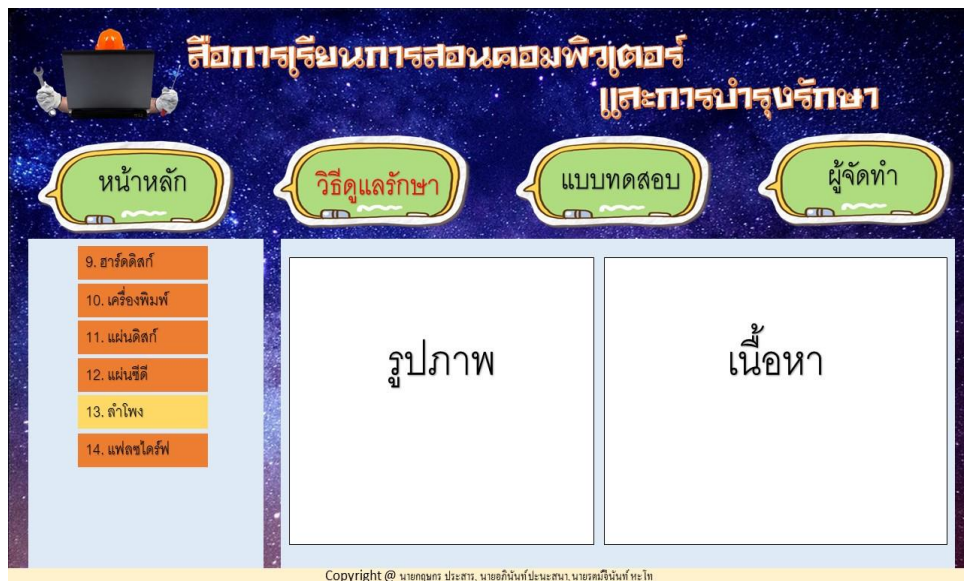 สื่อการเรียนการสอนคอมพิวเตอร์
และการบำรุงรักษา
หน้าหลัก
วิธีดูแลรักษา
แบบทดสอบ
ผู้จัดทำ
9. ฮาร์ดดิสก์
10. เครื่องพิมพ์
11. แผ่นดิสก์
12. แผ่นซีดี
13. ลำโพง
14. แฟลชไดร์ฟ
รูปภาพ
เนื้อหา
Copyright @ นายกฤษกร ประสาร, นายอภินันท์ปะนะสนา, นายรศมีจินันท์ หะโท